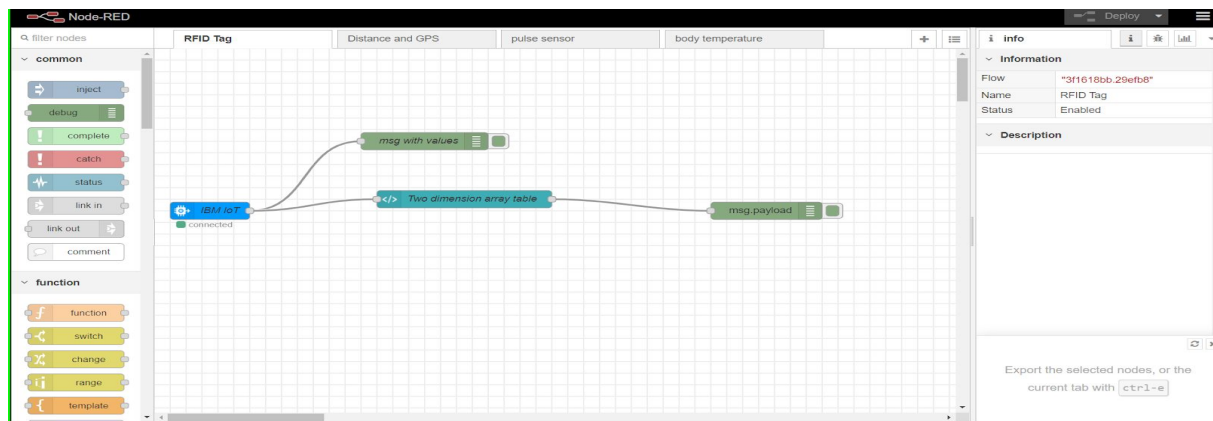 Node-RED
Deploy
filter nodes
RFID Tag
Distance and GPS
pulse sensor
body temperature
i info
i
common
inject
debug
complete
catch
status
link in
link out
comment
function
function
switch
change
range
template
msg with values
IBM IoT
connected
</> Two dimension array table
msg.payload
Information
Flow "3f1618bb.29efb8"
Name RFID Tag
Status Enabled
Description
Export the selected nodes, or the
current tab with ctrl-e